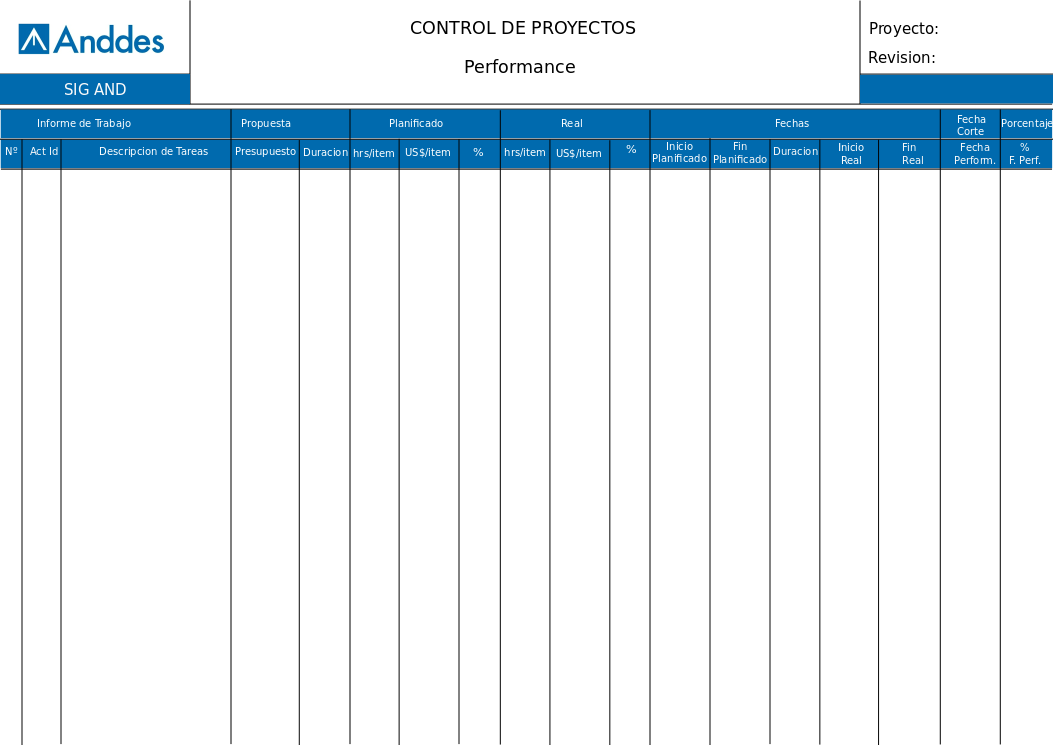 Anddes
SIG AND
CONTROL DE PROYECTOS
Performance
Proyecto:
Revision:
Informe de Trabajo
Propuesta
Planificado
Real
Fechas
Fecha
Corte
Porcentaje
Nº
Act Id
Descripcion de Tareas
Presupuesto
Duracion
hrs/item
US$/item
%
hrs/item
US$/item
%
Inicio
Planificado
Fin
Planificado
Duracion
Inicio
Real
Fin
Real
Fecha
Perform.
%
F. Perf.